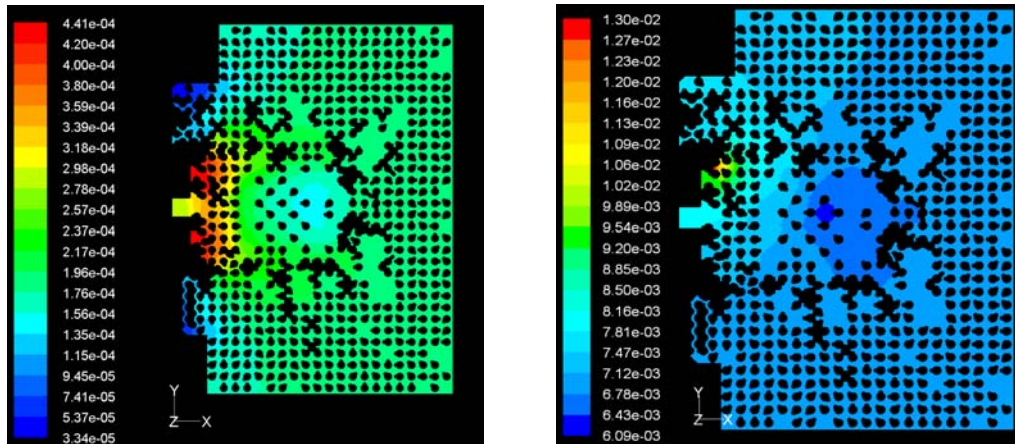 4.41e-04
4.20e-04
4.00e-04
3.80e-04
3.59e-04
3.39e-04
3.18e-04
2.98e-04
2.78e-04
2.57e-04
2.37e-04
2.17e-04
1.96e-04
1.76e-04
1.56e-04
1.35e-04
1.15e-04
9.45e-05
7.41e-05
5.37e-05
3.34e-05
Y
Z X
1.30e-02
1.27e-02
1.23e-02
1.20e-02
1.16e-02
1.13e-02
1.09e-02
1.06e-02
1.02e-02
9.89e-03
9.54e-03
9.20e-03
8.85e-03
8.50e-03
8.16e-03
7.81e-03
7.47e-03
7.12e-03
6.78e-03
6.43e-03
6.09e-03
Y
Z X